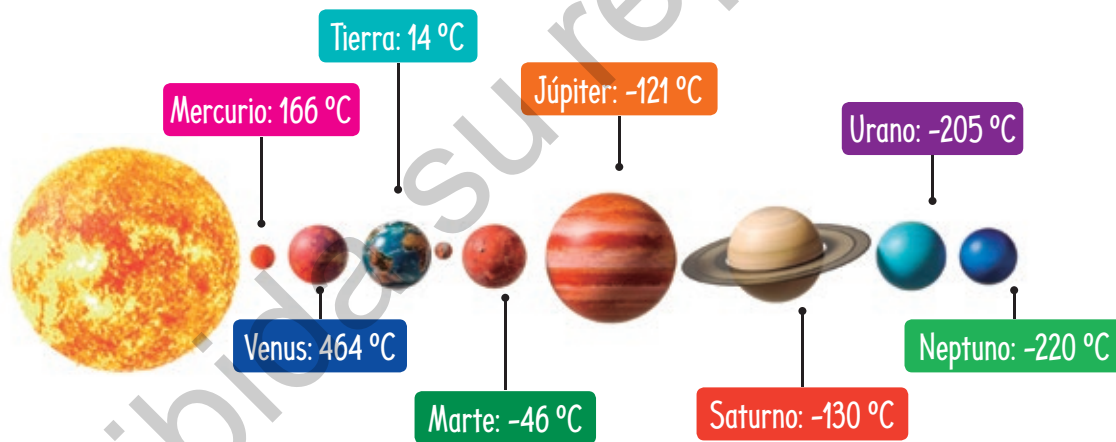 Tierra: 14 ºC
Mercurio: 166 ºC
Júpiter: -121 ºC
Urano: -205 ºC
Venus: 464 ºC
Neptuno: -220 ºC
Marte: -46 ºC
Saturno: -130 ºC